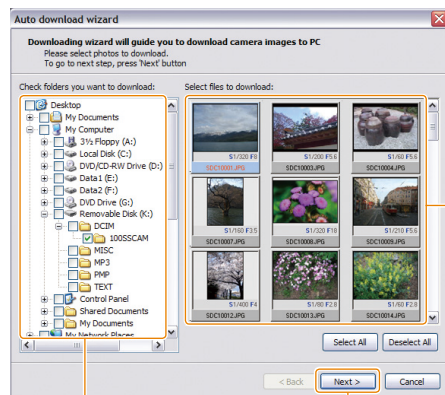 Auto download wizard
Downloading wizard will guide you to download camera images to PC
Please select photos to download.
To go to next step, press 'Next' button
Check folders you want to download:
Select files to download:
Desktop
My Documents
My Computer
3½ Floppy (A:)
Local Disk (C:)
DVD/CD-RW Drive (D:)
Data1 (E:)
Data2 (F:)
DVD Drive (G:)
Removable Disk (K:)
DCIM
100SSCAM
MISC
MP3
PMP
TEXT
Control Panel
Shared Documents
My Documents
My Network Places
S1/320 F8
S1/200 F5.6
S1/60 F5.6
SDC10001.JPG
SDC10003.JPG
SDC10004.JPG
S1/160 F3.5
S1/320 F18
S1/210 F5.6
SDC10007.JPG
SDC10008.JPG
SDC10009.JPG
S1/400 F4
S1/80 F2.8
S1/60 F2.8
SDC10012.JPG
SDC10013.JPG
SDC10014.JPG
Select All
Deselect All
< Back
Next >
Cancel